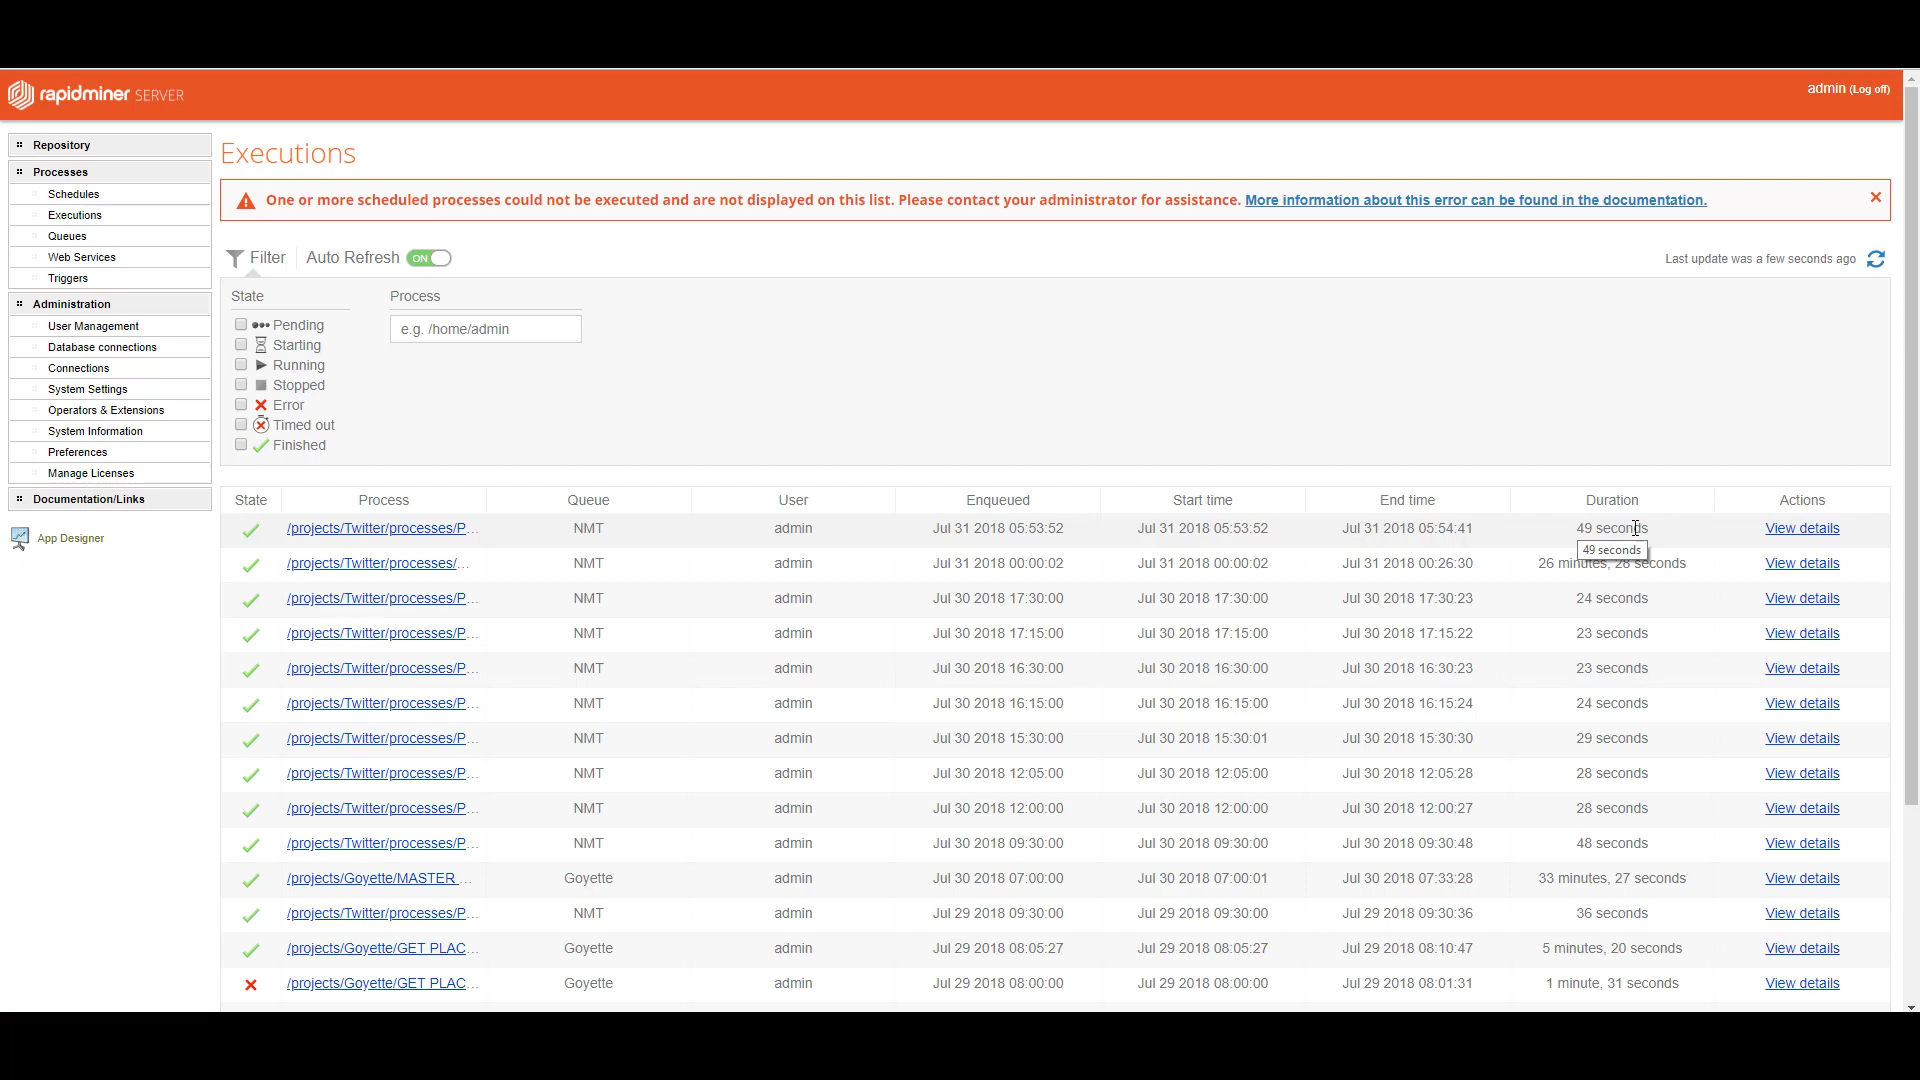 rapidminer SERVER
admin (Log off)
Repository
Processes
Schedules
Executions
Queues
Web Services
Triggers
Administration
User Management
Database connections
Connections
System Settings
Operators & Extensions
System Information
Preferences
Manage Licenses
Documentation/Links
App Designer
Executions
One or more scheduled processes could not be executed and are not displayed on this list. Please contact your administrator for assistance. More information about this error can be found in the documentation.
Filter Auto Refresh ON Last update was a few seconds ago
State Process
Pending e.g. /home/admin
Starting
Running
Stopped
Error
Timed out
Finished
State Process Queue User Enqueued Start time End time Duration Actions
/projects/Twitter/processes/P... NMT admin Jul 31 2018 05:53:52 Jul 31 2018 05:53:52 Jul 31 2018 05:54:41 49 seconds View details
49 seconds
/projects/Twitter/processes/... NMT admin Jul 31 2018 00:00:02 Jul 31 2018 00:00:02 Jul 31 2018 00:26:30 26 minutes, 28 seconds View details
/projects/Twitter/processes/P... NMT admin Jul 30 2018 17:30:00 Jul 30 2018 17:30:00 Jul 30 2018 17:30:23 24 seconds View details
/projects/Twitter/processes/P... NMT admin Jul 30 2018 17:15:00 Jul 30 2018 17:15:00 Jul 30 2018 17:15:22 23 seconds View details
/projects/Twitter/processes/P... NMT admin Jul 30 2018 16:30:00 Jul 30 2018 16:30:00 Jul 30 2018 16:30:23 23 seconds View details
/projects/Twitter/processes/P... NMT admin Jul 30 2018 16:15:00 Jul 30 2018 16:15:00 Jul 30 2018 16:15:24 24 seconds View details
/projects/Twitter/processes/P... NMT admin Jul 30 2018 15:30:00 Jul 30 2018 15:30:01 Jul 30 2018 15:30:30 29 seconds View details
/projects/Twitter/processes/P... NMT admin Jul 30 2018 12:05:00 Jul 30 2018 12:05:00 Jul 30 2018 12:05:28 28 seconds View details
/projects/Twitter/processes/P... NMT admin Jul 30 2018 12:00:00 Jul 30 2018 12:00:00 Jul 30 2018 12:00:27 28 seconds View details
/projects/Twitter/processes/P... NMT admin Jul 30 2018 09:30:00 Jul 30 2018 09:30:00 Jul 30 2018 09:30:48 48 seconds View details
/projects/Goyette/MASTER ... Goyette admin Jul 30 2018 07:00:00 Jul 30 2018 07:00:01 Jul 30 2018 07:33:28 33 minutes, 27 seconds View details
/projects/Twitter/processes/P... NMT admin Jul 29 2018 09:30:00 Jul 29 2018 09:30:00 Jul 29 2018 09:30:36 36 seconds View details
/projects/Goyette/GET PLAC... Goyette admin Jul 29 2018 08:05:27 Jul 29 2018 08:05:27 Jul 29 2018 08:10:47 5 minutes, 20 seconds View details
/projects/Goyette/GET PLAC... Goyette admin Jul 29 2018 08:00:00 Jul 29 2018 08:00:00 Jul 29 2018 08:01:31 1 minute, 31 seconds View details